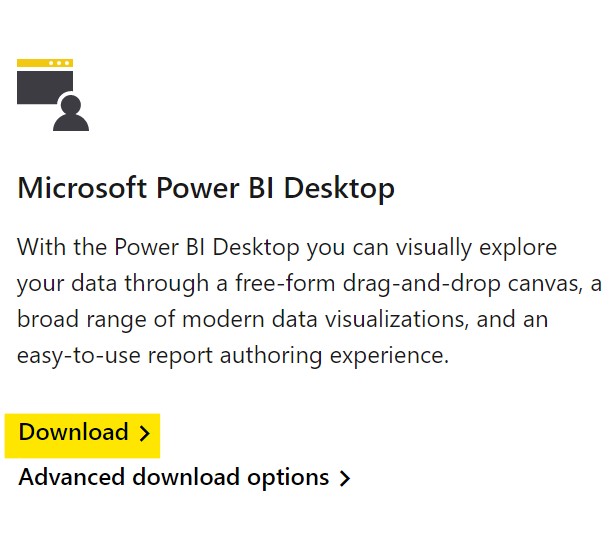 Microsoft Power BI Desktop
With the Power BI Desktop you can visually explore
your data through a free-form drag-and-drop canvas, a
broad range of modern data visualizations, and an
easy-to-use report authoring experience.
Download
Advanced download options